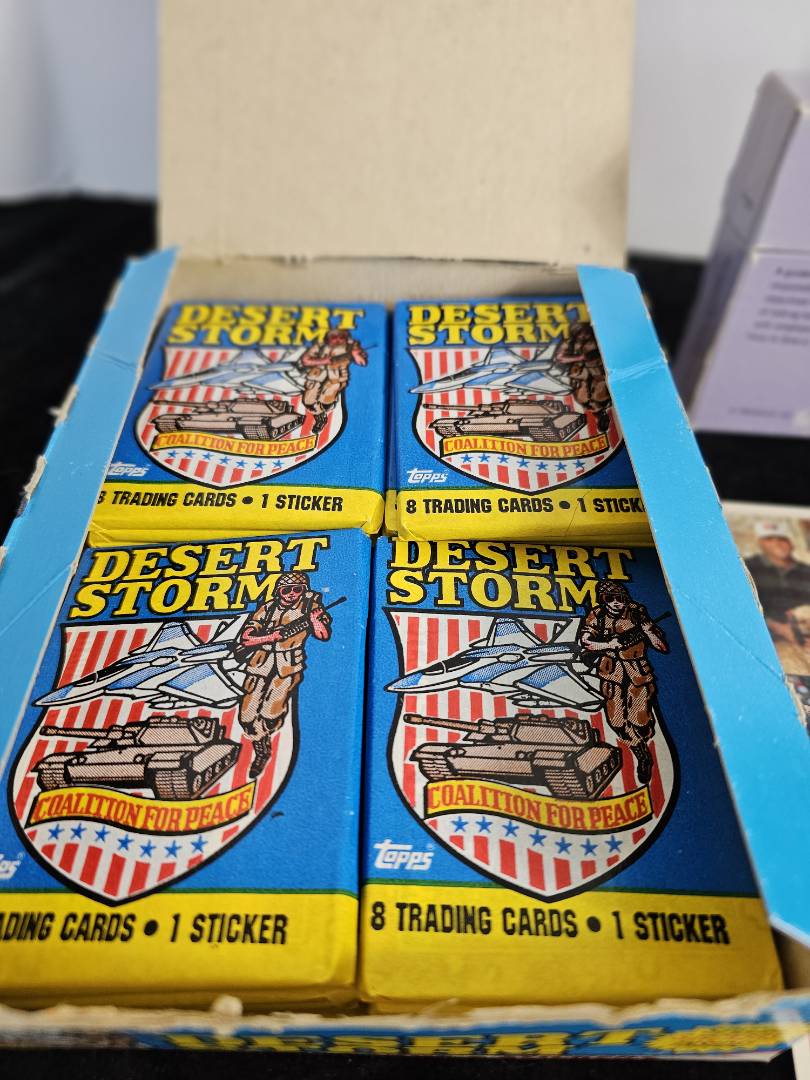 DESERT
STORM
COALITION FOR PEACE
Topps
8 TRADING CARDS • 1 STICKER
DESERT
STORM
COALITION FOR PEACE
Topps
8 TRADING CARDS • 1 STICK
DESERT
STORM
COALITION FOR PEACE
ADING CARDS • 1 STICKER
DESERT
STORM
COALITION FOR PEACE
Topps
8 TRADING CARDS • 1 STICKER
DESERT